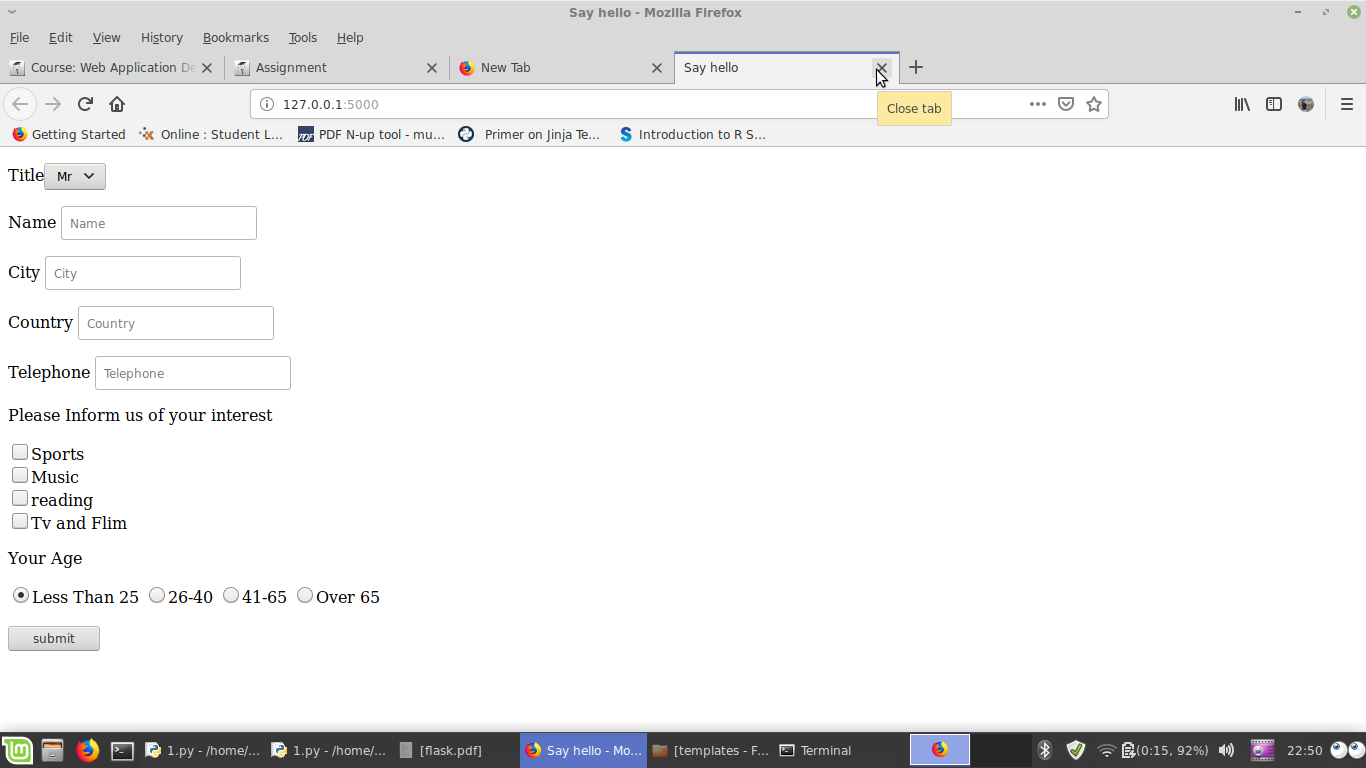 Say hello - Mozilla Firefox
File Edit View History Bookmarks Tools Help
Course: Web Application De Assignment New Tab Say hello
127.0.0.1:5000
Close tab
Getting Started Online : Student L... PDF N-up tool - mu... Primer on Jinja Te... Introduction to R S...
Title Mr
Name Name
City City
Country Country
Telephone Telephone
Please Inform us of your interest
Sports
Music
reading
Tv and Flim
Your Age
Less Than 25 26-40 41-65 Over 65
submit
1.py - /home/... 1.py - /home/... [flask.pdf] Say hello - Mo... [templates - F... Terminal (0:15, 92%) 22:50